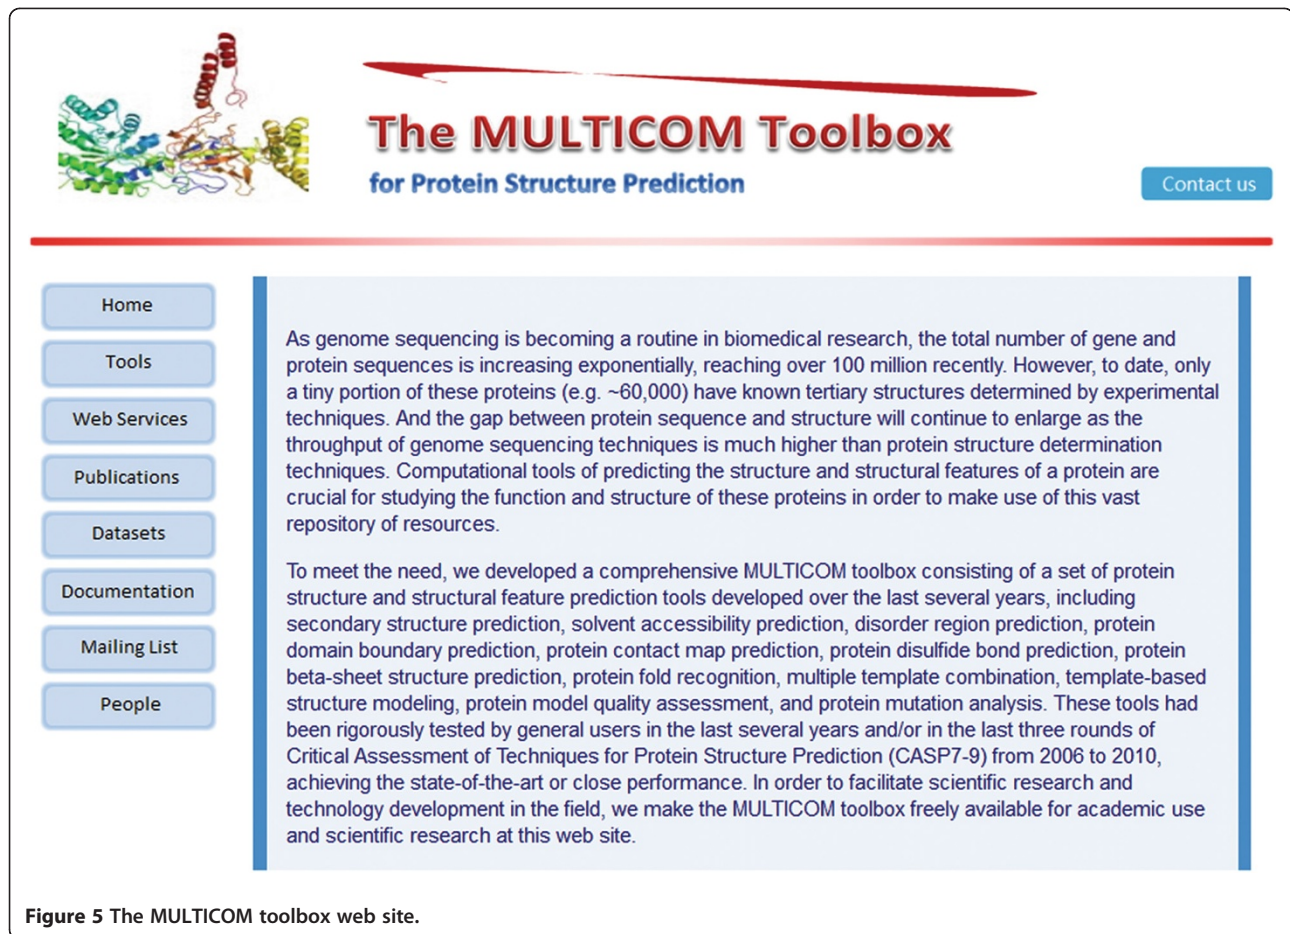 The MULTICOM Toolbox
for Protein Structure Prediction
Contact us
Home
Tools
Web Services
Publications
Datasets
Documentation
Mailing List
People
As genome sequencing is becoming a routine in biomedical research, the total number of gene and
protein sequences is increasing exponentially, reaching over 100 million recently. However, to date, only
a tiny portion of these proteins (e.g. ~60,000) have known tertiary structures determined by experimental
techniques. And the gap between protein sequence and structure will continue to enlarge as the
throughput of genome sequencing techniques is much higher than protein structure determination
techniques. Computational tools of predicting the structure and structural features of a protein are
crucial for studying the function and structure of these proteins in order to make use of this vast
repository of resources.
To meet the need, we developed a comprehensive MULTICOM toolbox consisting of a set of protein
structure and structural feature prediction tools developed over the last several years, including
secondary structure prediction, solvent accessibility prediction, disorder region prediction, protein
domain boundary prediction, protein contact map prediction, protein disulfide bond prediction, protein
beta-sheet structure prediction, protein fold recognition, multiple template combination, template-based
structure modeling, protein model quality assessment, and protein mutation analysis. These tools had
been rigorously tested by general users in the last several years and/or in the last three rounds of
Critical Assessment of Techniques for Protein Structure Prediction (CASP7-9) from 2006 to 2010,
achieving the state-of-the-art or close performance. In order to facilitate scientific research and
technology development in the field, we make the MULTICOM toolbox freely available for academic use
and scientific research at this web site.
Figure 5 The MULTICOM toolbox web site.